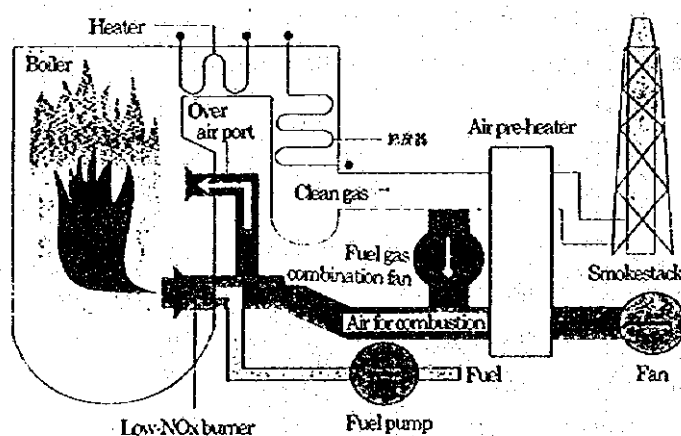 Heater
Boiler
Over
air port
Air pre-heater
Clean gas
Fuel gas
combination fan
Smokestack
Air for combustion
Fuel
Fan
Low-NOx burner
Fuel pump